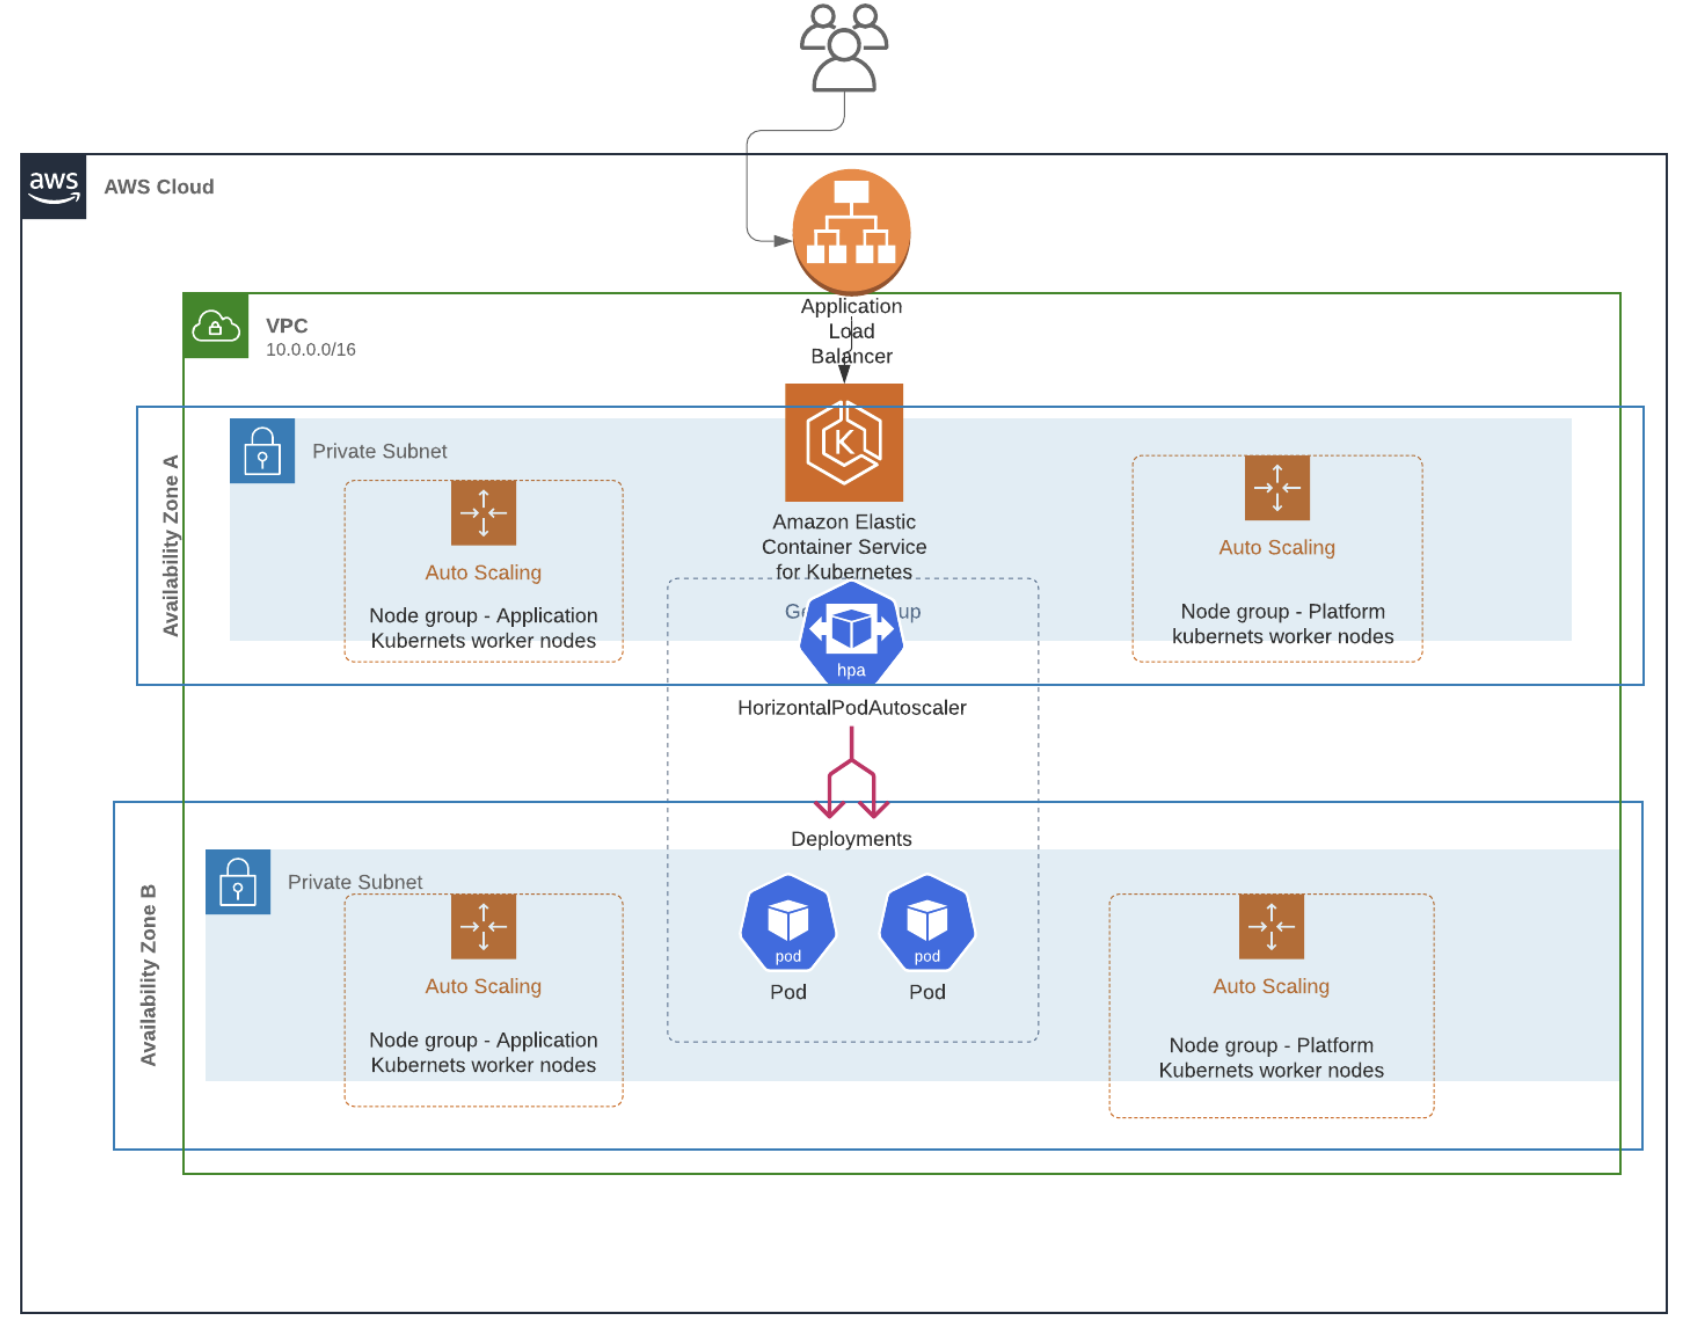 aws
AWS Cloud
Application
Load
Balancer
VPC
10.0.0.0/16
Availability Zone A
Private Subnet
K
Amazon Elastic
Container Service
for Kubernetes
Auto Scaling
Node group - Application
Kubernets worker nodes
Auto Scaling
Node group - Platform
kubernets worker nodes
hpa
HorizontalPodAutoscaler
Deployments
Availability Zone B
Private Subnet
Auto Scaling
Node group - Application
Kubernets worker nodes
pod
Pod
pod
Pod
Auto Scaling
Node group - Platform
Kubernets worker nodes